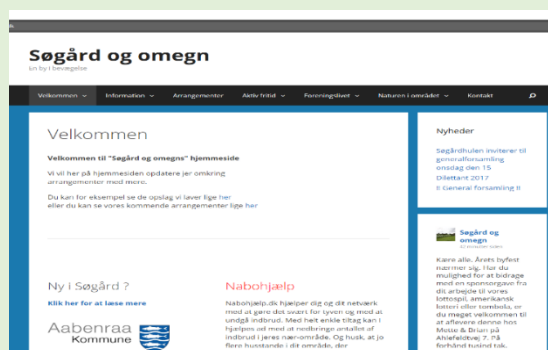 Søgård og omegn
En by i bevægelse
Velkommen Information Arrangementer Aktiv fritid Foreningslivet Naturen i området Kontakt
Velkommen
Velkommen til "Søgård og omegns" hjemmeside
Vi vil her på hjemmesiden opdatere jer omkring
arrangementer med mere.
Du kan for eksempel se de opslag vi laver lige her
eller du kan se vores kommende arrangementer lige her
Ny i Søgård ?
Klik her for at læse mere
Aabenraa
Kommune
Nabohjælp
Nabohjælp.dk hjælper dig og dit netværk
med at gøre det svært for tyven og med at
undgå indbrud. Med helt enkle tiltag kan I
hjælpes ad med at nedbringe antallet af
indbrud i jeres nær-område. Og husk, at jo
flere husstande i dit område, der
Nyheder
Søgårdhulen inviterer til
generalforsamling
onsdag den 15
Dilettant 2017
!! General forsamling !!
Søgård og
omegn
Kære alle. Årets byfest
nærmer sig. Har du
mulighed for at bidrage
med en sponsorgave fra
dit arbejde til vores
lottospil, amerikansk
lotteri eller tombola, er
du meget velkommen til
at aflevere denne hos
Mette & Brian på
Ahlefeldtvej 7. På
forhånd tusind tak.